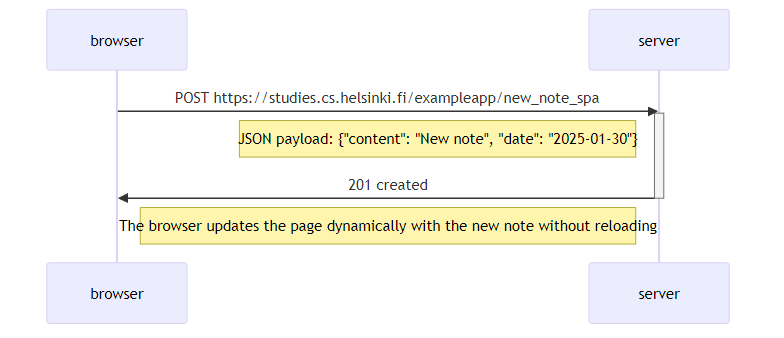 browser server
POST https://studies.cs.helsinki.fi/exampleapp/new_note_spa
JSON payload: {"content": "New note", "date": "2025-01-30"}
201 created
The browser updates the page dynamically with the new note without reloading
browser server